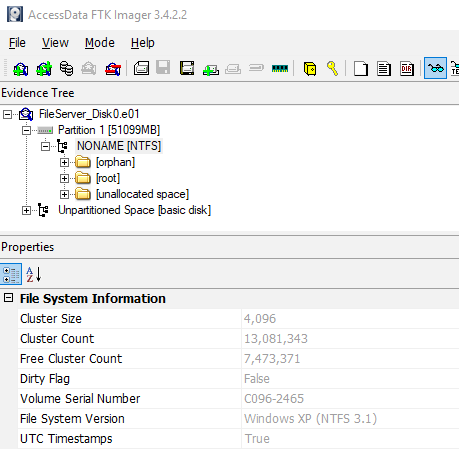 AccessData FTK Imager 3.4.2.2
File View Mode Help
DIR
Evidence Tree
FileServer_Disk0.e01
Partition 1 [51099MB]
NONAME [NTFS]
[orphan]
[root]
[unallocated space]
Unpartitioned Space [basic disk]
Properties
A
Z
File System Information
Cluster Size 4,096
Cluster Count 13,081,343
Free Cluster Count 7,473,371
Dirty Flag False
Volume Serial Number C096-2465
File System Version Windows XP (NTFS 3.1)
UTC Timestamps True